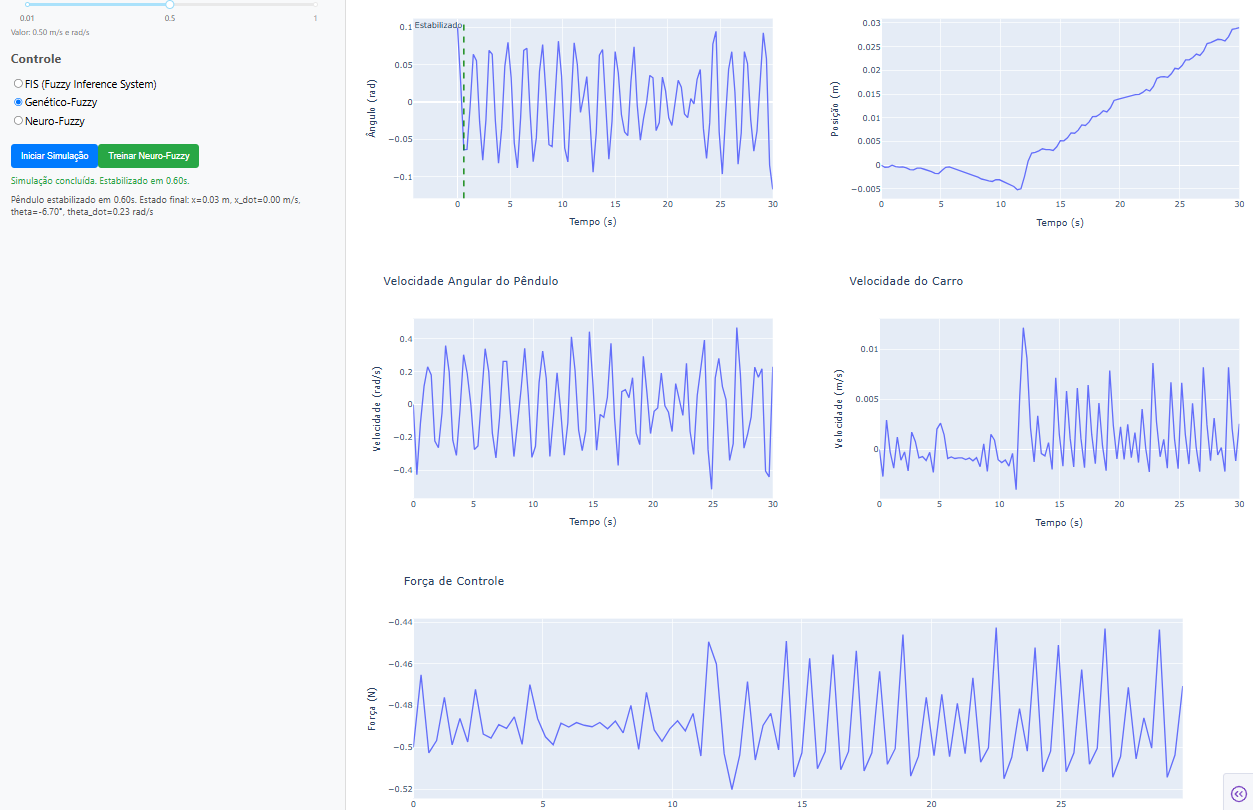 0.01 0.5 1
Valor: 0.50 m/s e rad/s
Controle
FIS (Fuzzy Inference System)
Genético-Fuzzy
Neuro-Fuzzy
Iniciar Simulação Treinar Neuro-Fuzzy
Simulação concluída. Estabilizado em 0.60s.
Pêndulo estabilizado em 0.60s. Estado final: x=0.03 m, x_dot=0.00 m/s,
theta=-6.70°, theta_dot=0.23 rad/s
Estabilizado
0.1
0.05
0
−0.05
−0.1
Ângulo (rad)
0 5 10 15 20 25 30
Tempo (s)
0.03
0.025
0.02
0.015
0.01
0.005
0
−0.005
Posição (m)
0 5 10 15 20 25 30
Tempo (s)
Velocidade Angular do Pêndulo
0.4
0.2
0
−0.2
−0.4
Velocidade (rad/s)
0 5 10 15 20 25 30
Tempo (s)
Velocidade do Carro
0.01
0.005
0
Velocidade (m/s)
0 5 10 15 20 25 30
Tempo (s)
Força de Controle
−0.44
−0.46
−0.48
−0.5
−0.52
Força (N)
0 5 10 15 20 25